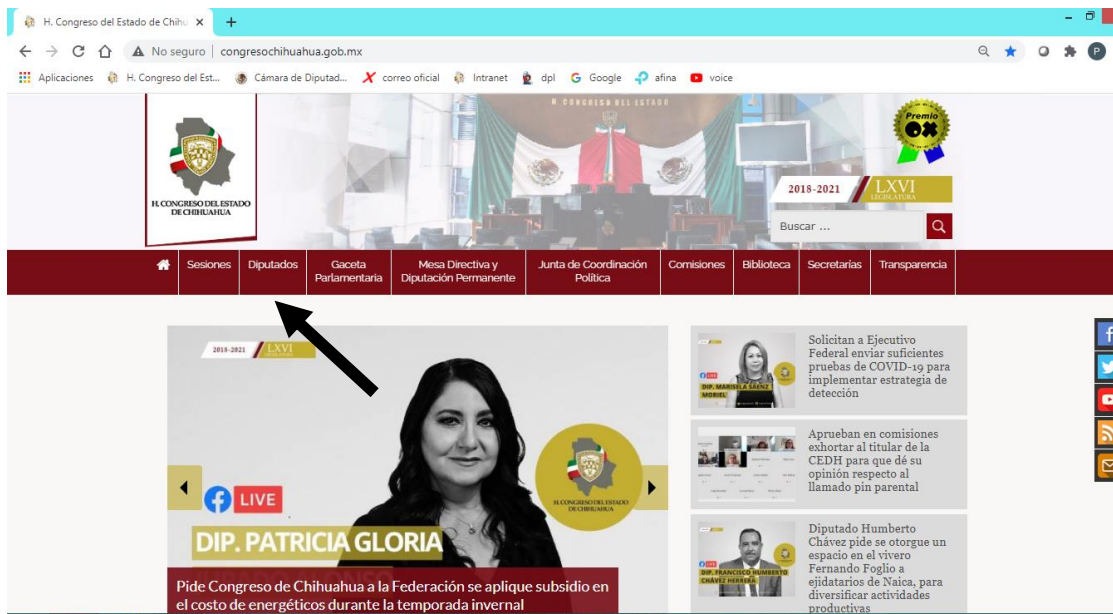 H. Congreso del Estado de Chihu
No seguro | congresochihuahua.gob.mx
Aplicaciones H. Congreso del Est... Cámara de Diputad... correo oficial Intranet dpl Google afina voice
H. CONGRESO DEL ESTADO
Premio
OX
H. CONGRESO DEL ESTADO
DE CHIHUAHUA
2018-2021 LXVI
LEGISLATURA
Buscar ...
Sesiones Diputados Gaceta Parlamentaria Mesa Directiva y Diputación Permanente Junta de Coordinación Política Comisiones Biblioteca Secretarías Transparencia
2018-2021 LXVI
LIVE
H. CONGRESO DEL ESTADO
DE CHIHUAHUA
DIP. PATRICIA GLORIA
Pide Congreso de Chihuahua a la Federación se aplique subsidio en
el costo de energéticos durante la temporada invernal
DIP. MARISELA SÁENZ
MORIEL
Solicitan a Ejecutivo
Federal enviar suficientes
pruebas de COVID-19 para
implementar estrategia de
detección
Aprueban en comisiones
exhortar al titular de la
CEDH para que dé su
opinión respecto al
llamado pin parental
DIP. FRANCISCO HUMBERTO
CHÁVEZ HERRERA
Diputado Humberto
Chávez pide se otorgue un
espacio en el vivero
Fernando Foglio a
ejidatarios de Naica, para
diversificar actividades
productivas